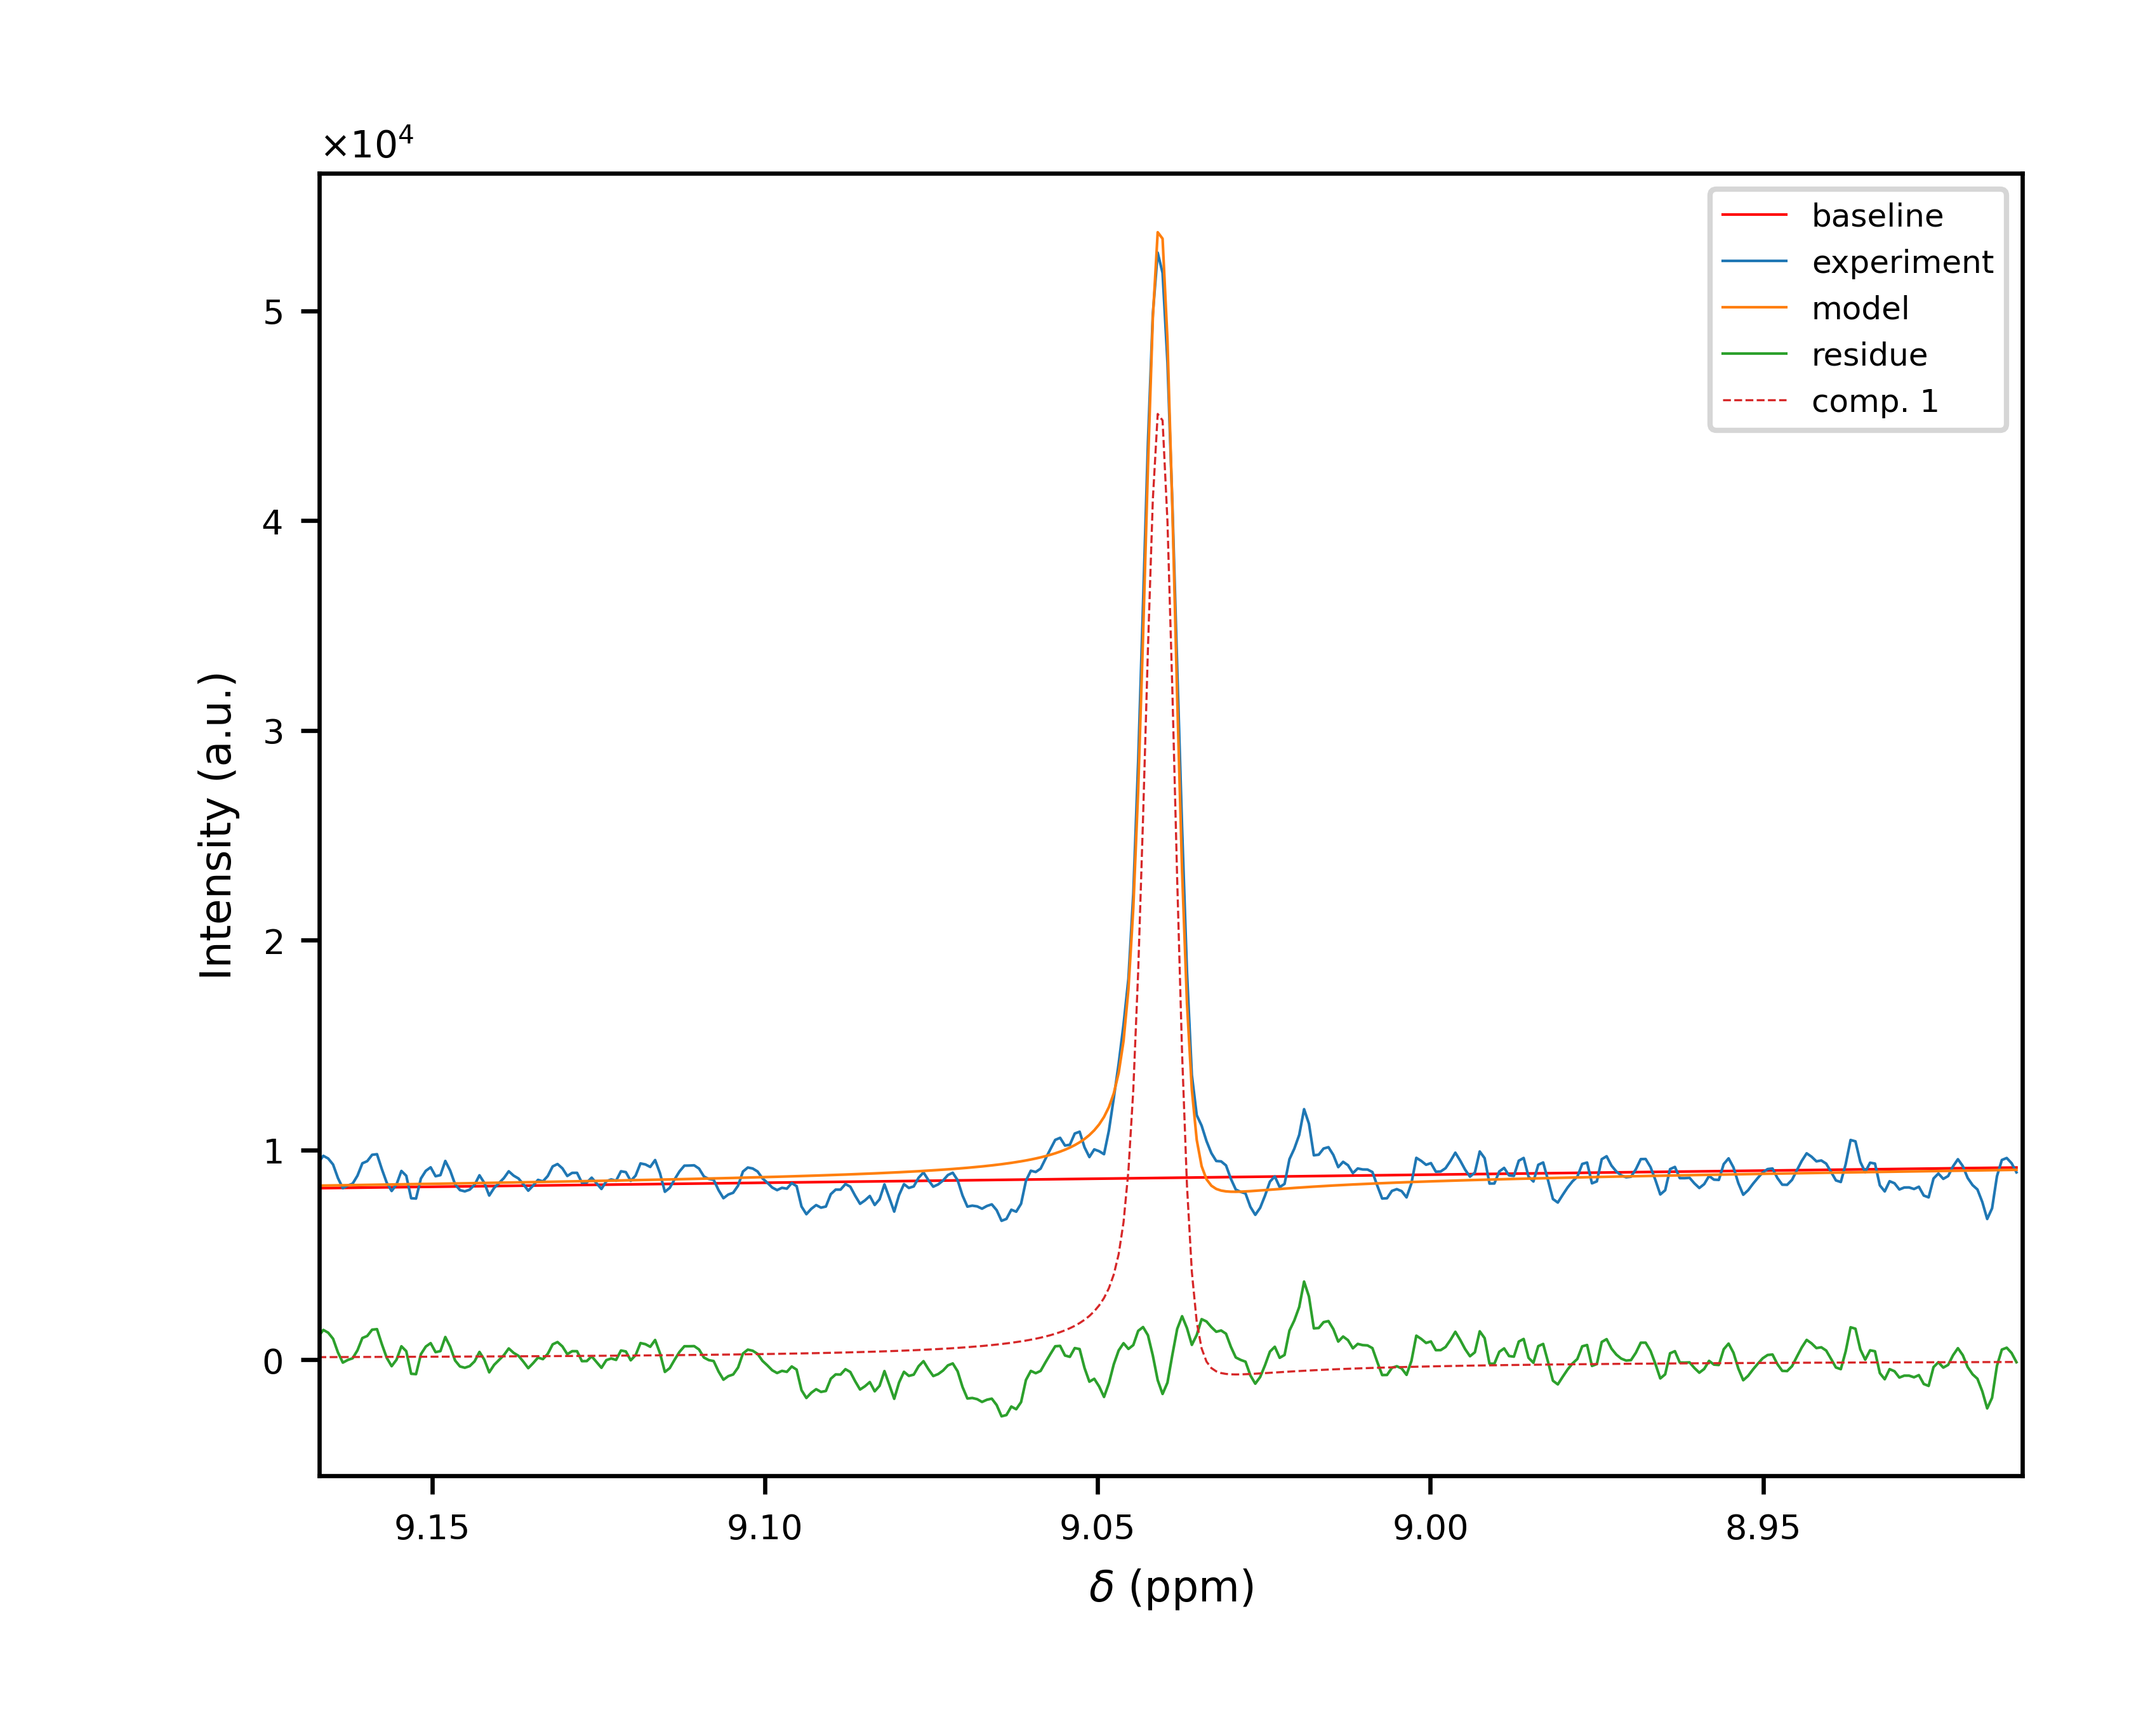 ×10⁴
Intensity (a.u.)
5
4
3
2
1
0
baseline
experiment
model
residue
comp. 1
9.15 9.10 9.05 9.00 8.95
δ (ppm)